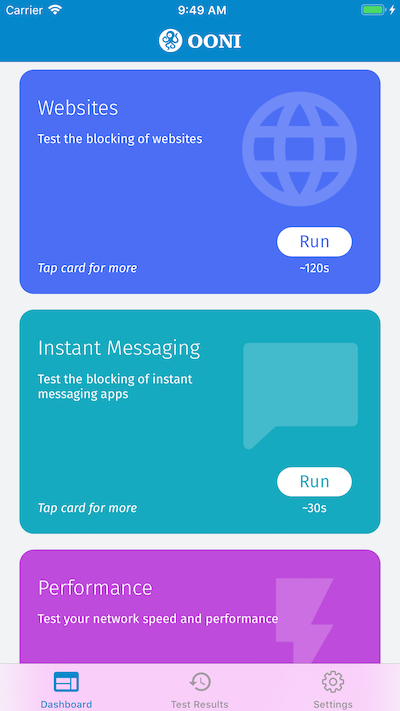 Carrier 9:49 AM
OONI
Websites
Test the blocking of websites
Run
Tap card for more
~120s
Instant Messaging
Test the blocking of instant
messaging apps
Run
Tap card for more
~30s
Performance
Test your network speed and performance
Dashboard
Test Results
Settings